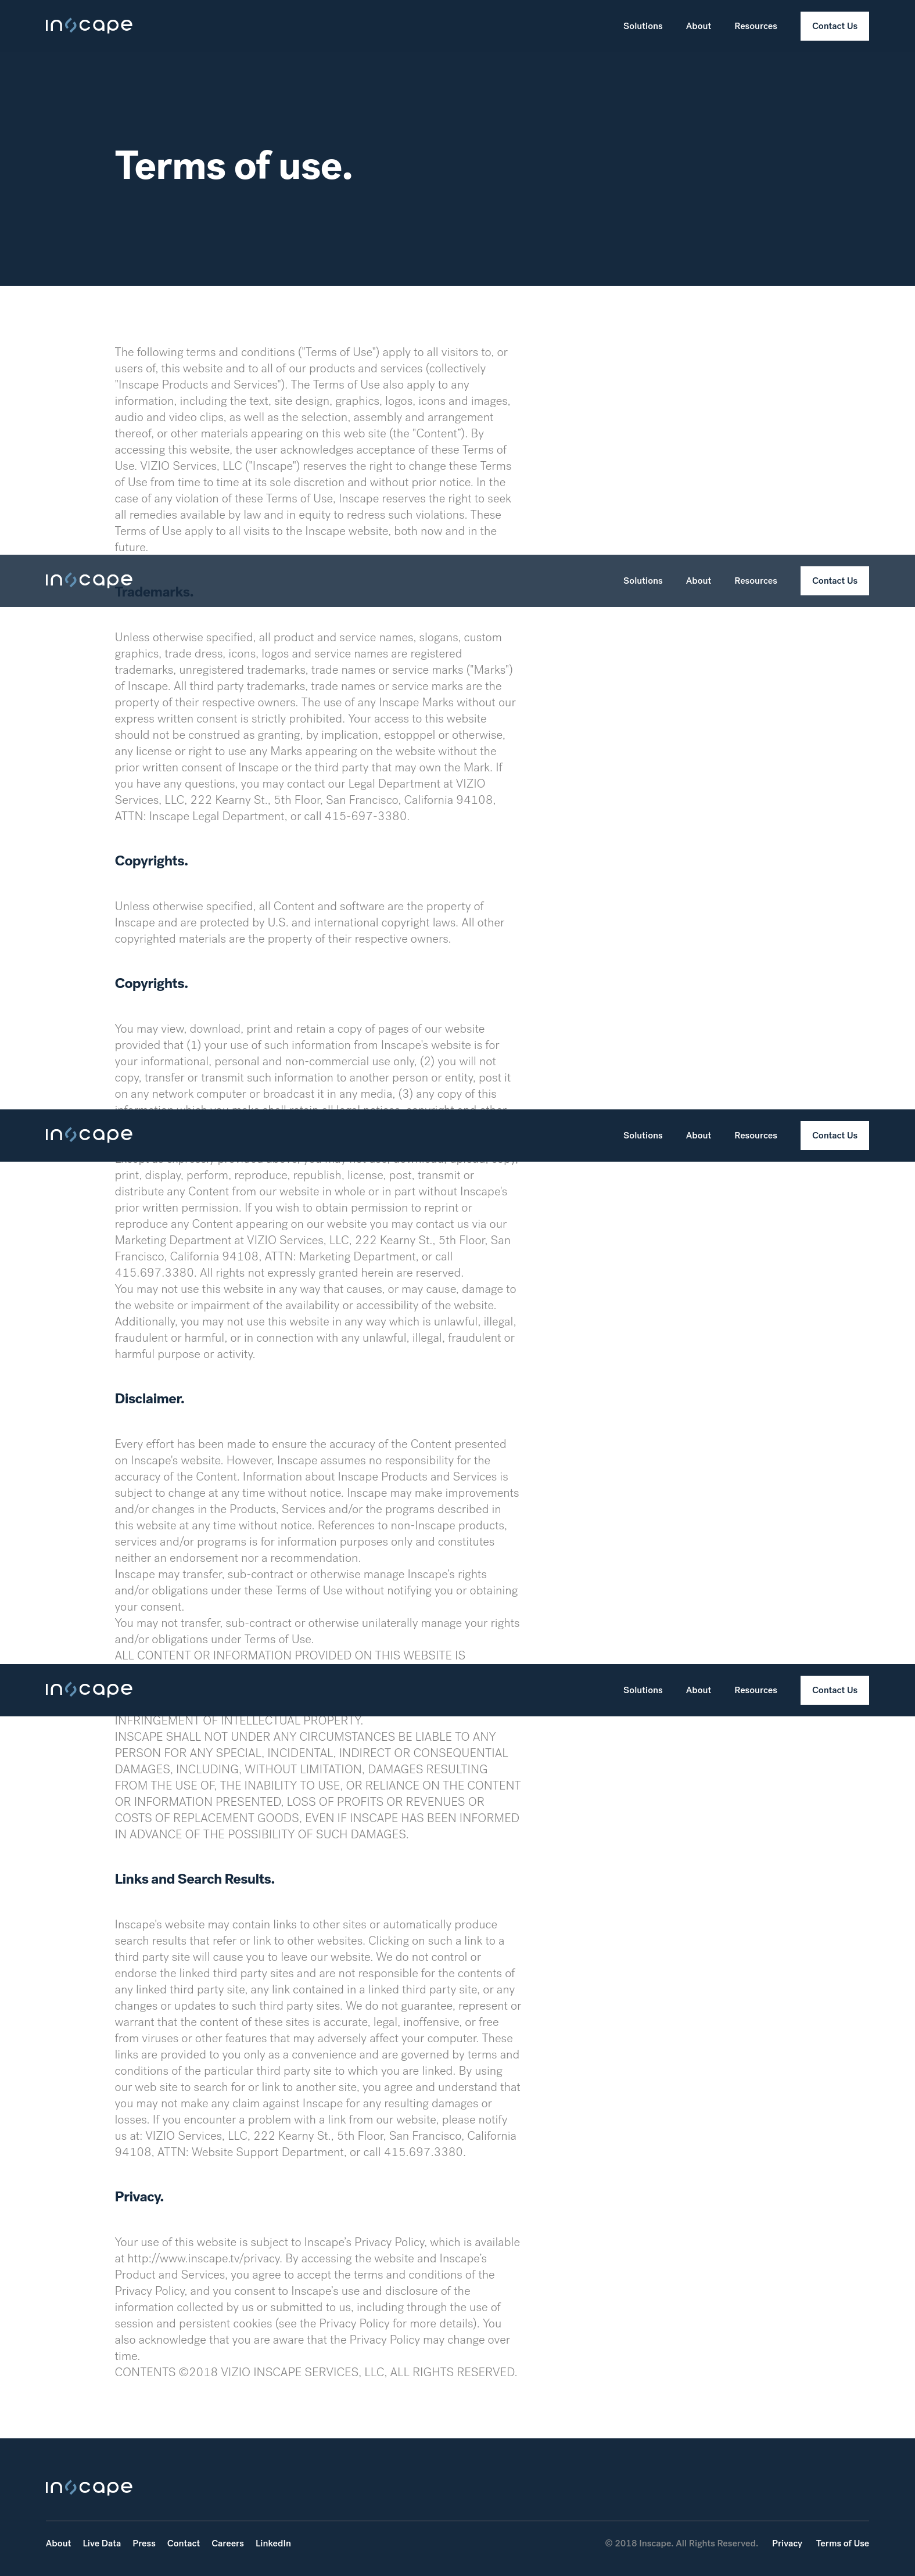 inscape
Solutions About Resources Contact Us
Terms of use.
The following terms and conditions ("Terms of Use") apply to all visitors to, or
users of, this website and to all of our products and services (collectively
"Inscape Products and Services"). The Terms of Use also apply to any
information, including the text, site design, graphics, logos, icons and images,
audio and video clips, as well as the selection, assembly and arrangement
thereof, or other materials appearing on this web site (the "Content"). By
accessing this website, the user acknowledges acceptance of these Terms of
Use. VIZIO Services, LLC ("Inscape") reserves the right to change these Terms
of Use from time to time at its sole discretion and without prior notice. In the
case of any violation of these Terms of Use, Inscape reserves the right to seek
all remedies available by law and in equity to redress such violations. These
Terms of Use apply to all visits to the Inscape website, both now and in the
future.
inscape
Solutions About Resources Contact Us
Trademarks.
Unless otherwise specified, all product and service names, slogans, custom
graphics, trade dress, icons, logos and service names are registered
trademarks, unregistered trademarks, trade names or service marks ("Marks")
of Inscape. All third party trademarks, trade names or service marks are the
property of their respective owners. The use of any Inscape Marks without our
express written consent is strictly prohibited. Your access to this website
should not be construed as granting, by implication, estopppel or otherwise,
any license or right to use any Marks appearing on the website without the
prior written consent of Inscape or the third party that may own the Mark. If
you have any questions, you may contact our Legal Department at VIZIO
Services, LLC, 222 Kearny St., 5th Floor, San Francisco, California 94108,
ATTN: Inscape Legal Department, or call 415-697-3380.
Copyrights.
Unless otherwise specified, all Content and software are the property of
Inscape and are protected by U.S. and international copyright laws. All other
copyrighted materials are the property of their respective owners.
Copyrights.
You may view, download, print and retain a copy of pages of our website
provided that (1) your use of such information from Inscape's website is for
your informational, personal and non-commercial use only, (2) you will not
copy, transfer or transmit such information to another person or entity, post it
on any network computer or broadcast it in any media, (3) any copy of this
information which you make shall retain all legal notices, copyright and other
inscape
Solutions About Resources Contact Us
Except as expressly provided above, you may not use, download, upload, copy,
print, display, perform, reproduce, republish, license, post, transmit or
distribute any Content from our website in whole or in part without Inscape's
prior written permission. If you wish to obtain permission to reprint or
reproduce any Content appearing on our website you may contact us via our
Marketing Department at VIZIO Services, LLC, 222 Kearny St., 5th Floor, San
Francisco, California 94108, ATTN: Marketing Department, or call
415.697.3380. All rights not expressly granted herein are reserved.
You may not use this website in any way that causes, or may cause, damage to
the website or impairment of the availability or accessibility of the website.
Additionally, you may not use this website in any way which is unlawful, illegal,
fraudulent or harmful, or in connection with any unlawful, illegal, fraudulent or
harmful purpose or activity.
Disclaimer.
Every effort has been made to ensure the accuracy of the Content presented
on Inscape's website. However, Inscape assumes no responsibility for the
accuracy of the Content. Information about Inscape Products and Services is
subject to change at any time without notice. Inscape may make improvements
and/or changes in the Products, Services and/or the programs described in
this website at any time without notice. References to non-Inscape products,
services and/or programs is for information purposes only and constitutes
neither an endorsement nor a recommendation.
Inscape may transfer, sub-contract or otherwise manage Inscape's rights
and/or obligations under these Terms of Use without notifying you or obtaining
your consent.
You may not transfer, sub-contract or otherwise unilaterally manage your rights
and/or obligations under Terms of Use.
ALL CONTENT OR INFORMATION PROVIDED ON THIS WEBSITE IS
inscape
Solutions About Resources Contact Us
INFRINGEMENT OF INTELLECTUAL PROPERTY.
INSCAPE SHALL NOT UNDER ANY CIRCUMSTANCES BE LIABLE TO ANY
PERSON FOR ANY SPECIAL, INCIDENTAL, INDIRECT OR CONSEQUENTIAL
DAMAGES, INCLUDING, WITHOUT LIMITATION, DAMAGES RESULTING
FROM THE USE OF, THE INABILITY TO USE, OR RELIANCE ON THE CONTENT
OR INFORMATION PRESENTED, LOSS OF PROFITS OR REVENUES OR
COSTS OF REPLACEMENT GOODS, EVEN IF INSCAPE HAS BEEN INFORMED
IN ADVANCE OF THE POSSIBILITY OF SUCH DAMAGES.
Links and Search Results.
Inscape's website may contain links to other sites or automatically produce
search results that refer or link to other websites. Clicking on such a link to a
third party site will cause you to leave our website. We do not control or
endorse the linked third party sites and are not responsible for the contents of
any linked third party site, any link contained in a linked third party site, or any
changes or updates to such third party sites. We do not guarantee, represent or
warrant that the content of these sites is accurate, legal, inoffensive, or free
from viruses or other features that may adversely affect your computer. These
links are provided to you only as a convenience and are governed by terms and
conditions of the particular third party site to which you are linked. By using
our web site to search for or link to another site, you agree and understand that
you may not make any claim against Inscape for any resulting damages or
losses. If you encounter a problem with a link from our website, please notify
us at: VIZIO Services, LLC, 222 Kearny St., 5th Floor, San Francisco, California
94108, ATTN: Website Support Department, or call 415.697.3380.
Privacy.
Your use of this website is subject to Inscape's Privacy Policy, which is available
at http://www.inscape.tv/privacy. By accessing the website and Inscape's
Product and Services, you agree to accept the terms and conditions of the
Privacy Policy, and you consent to Inscape's use and disclosure of the
information collected by us or submitted to us, including through the use of
session and persistent cookies (see the Privacy Policy for more details). You
also acknowledge that you are aware that the Privacy Policy may change over
time.
CONTENTS ©2018 VIZIO INSCAPE SERVICES, LLC, ALL RIGHTS RESERVED.
inscape
About Live Data Press Contact Careers LinkedIn
© 2018 Inscape. All Rights Reserved. Privacy Terms of Use